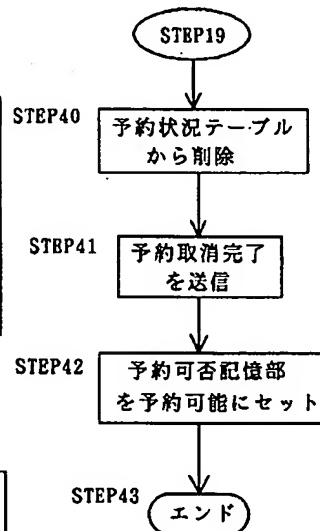 STEP19
STEP40
予約状況テーブル
から削除
STEP41
予約取消完了
を送信
STEP42
予約可否記憶部
を予約可能にセット
STEP43
エンド